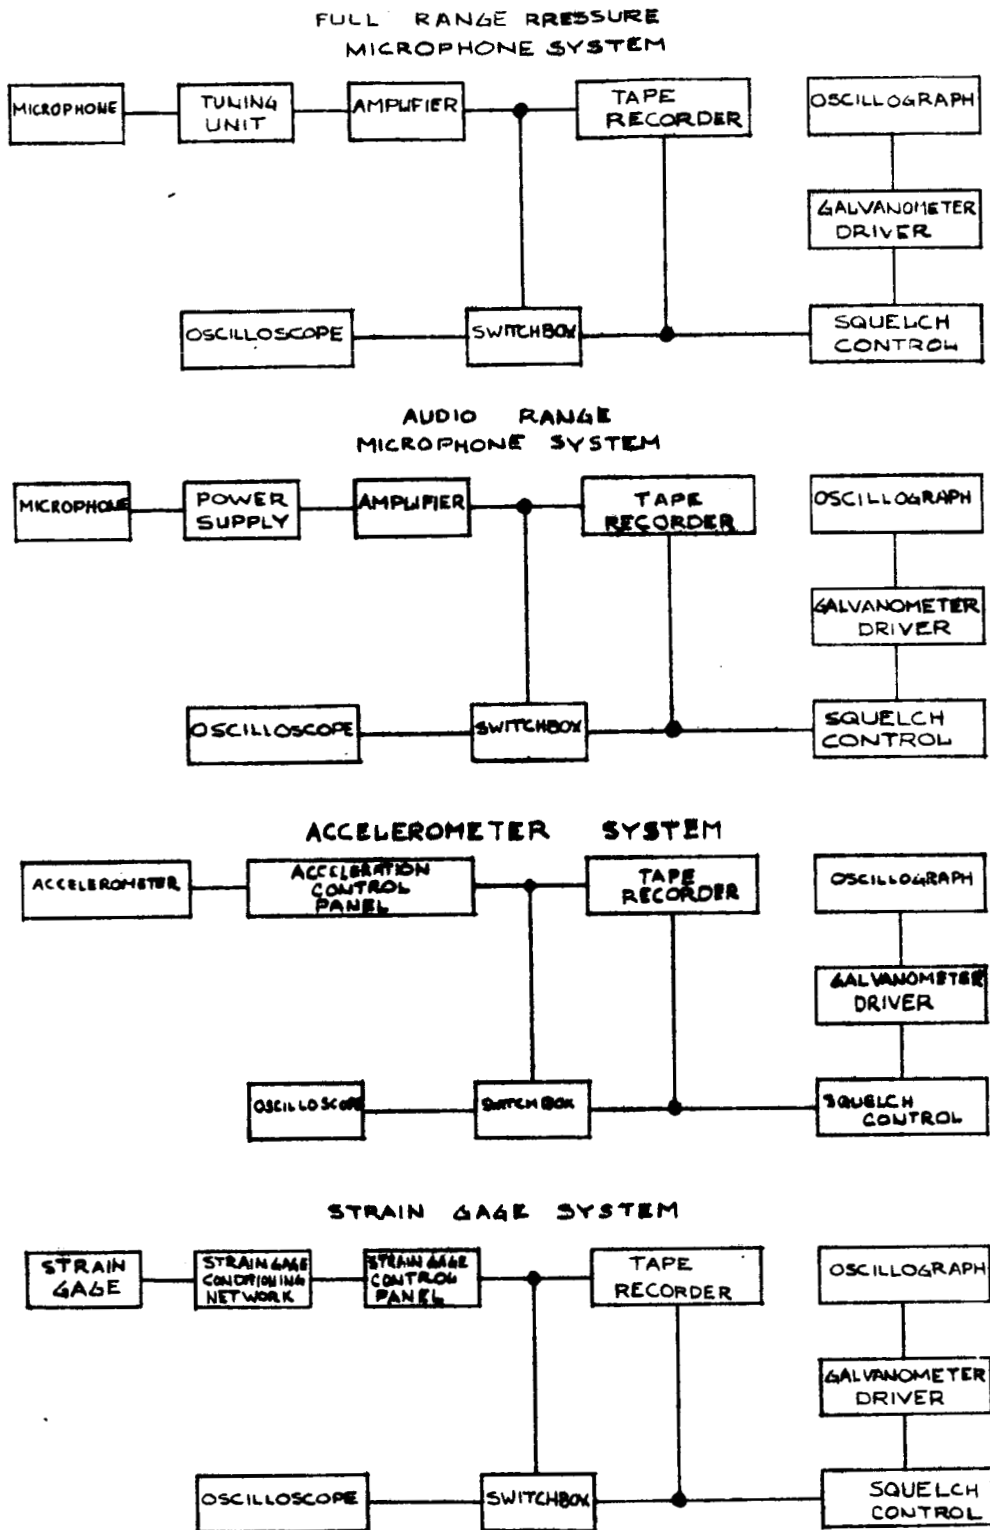 FULL RANGE RRESSURE
MICROPHONE SYSTEM
MICROPHONE
TUNING
UNIT
AMPLIFIER
TAPE
RECORDER
OSCILLOGRAPH
GALVANOMETER
DRIVER
OSCILLOSCOPE
SWITCHBOX
SQUELCH
CONTROL
AUDIO RANGE
MICROPHONE SYSTEM
MICROPHONE
POWER
SUPPLY
AMPLIFIER
TAPE
RECORDER
OSCILLOGRAPH
GALVANOMETER
DRIVER
OSCILLOSCOPE
SWITCHBOX
SQUELCH
CONTROL
ACCELEROMETER SYSTEM
ACCELEROMETER
ACCELERATION
CONTROL
PANEL
TAPE
RECORDER
OSCILLOGRAPH
GALVANOMETER
DRIVER
OSCILLOSCOPE
SWITCHBOX
SQUELCH
CONTROL
STRAIN GAGE SYSTEM
STRAIN
GAGE
STRAIN GAGE
CONDITIONING
NETWORK
STRAIN GAGE
CONTROL
PANEL
TAPE
RECORDER
OSCILLOGRAPH
GALVANOMETER
DRIVER
OSCILLOSCOPE
SWITCHBOX
SQUELCH
CONTROL